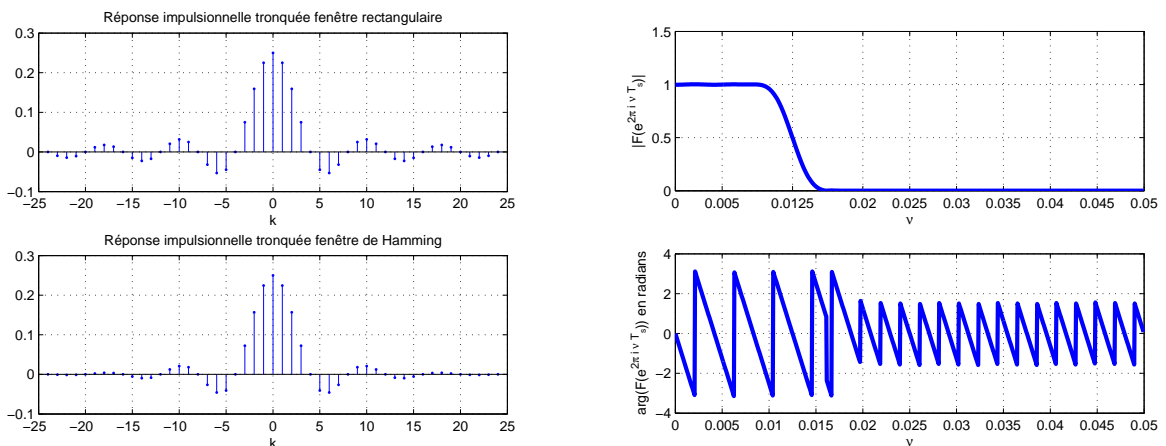 Réponse impulsionnelle tronquée fenêtre rectangulaire
0.3
0.2
0.1
0
−0.1
−25 −20 −15 −10 −5 0 5 10 15 20 25
k
Réponse impulsionnelle tronquée fenêtre de Hamming
0.3
0.2
0.1
0
−0.1
−25 −20 −15 −10 −5 0 5 10 15 20 25
k
|F(e^{2π i ν T_s})|
1.5
1
0.5
0
0 0.005 0.0125 0.02 0.025 0.03 0.035 0.04 0.045 0.05
ν
arg(F(e^{2π i ν T_s})) en radians
4
2
0
−2
−4
0 0.005 0.01 0.015 0.02 0.025 0.03 0.035 0.04 0.045 0.05
ν